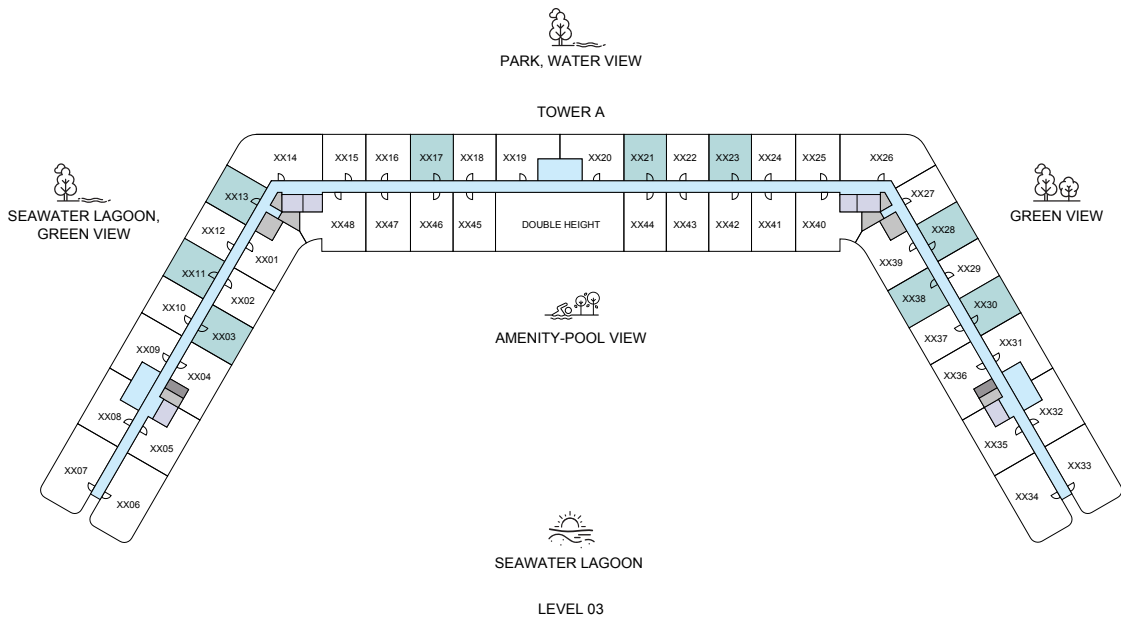 PARK, WATER VIEW
TOWER A
XX14
XX15
XX16
XX17
XX18
XX19
XX20
XX21
XX22
XX23
XX24
XX25
XX26
XX13
XX27
SEAWATER LAGOON,
GREEN VIEW
GREEN VIEW
XX48
XX47
XX46
XX45
DOUBLE HEIGHT
XX44
XX43
XX42
XX41
XX40
XX12
XX28
XX01
XX39
XX11
XX29
XX02
XX38
XX10
XX30
XX03
XX37
AMENITY-POOL VIEW
XX09
XX31
XX04
XX36
XX08
XX32
XX05
XX35
XX07
XX33
XX06
XX34
SEAWATER LAGOON
LEVEL 03